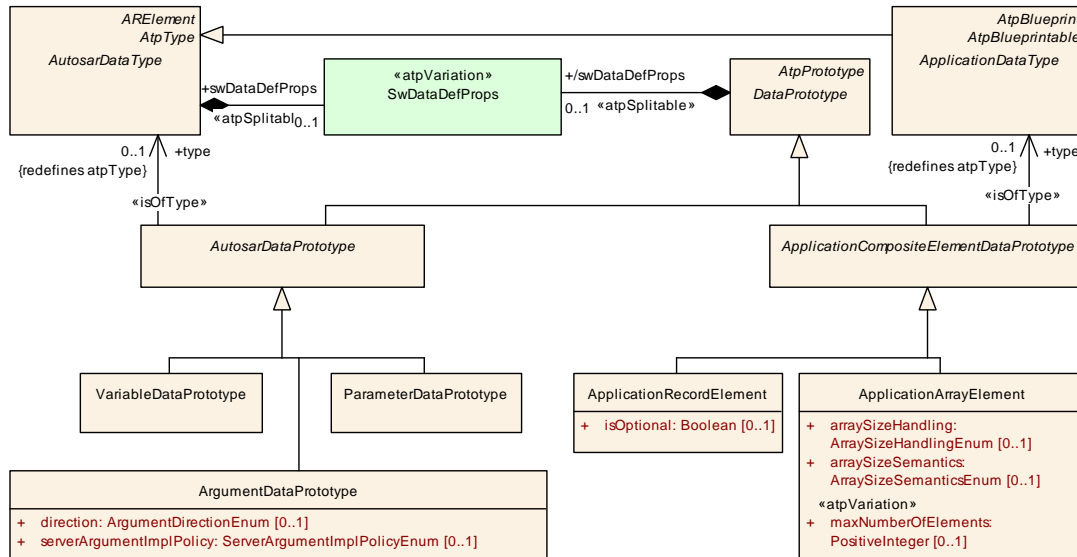 ARElement
AtpType
AutosarDataType
AtpBlueprint
AtpBlueprintable
ApplicationDataType
«atpVariation»
SwDataDefProps
AtpPrototype
DataPrototype
+swDataDefProps
«atpSplitabl
0..1
+/swDataDefProps
0..1
«atpSplitable»
0..1
+type
{redefines atpType}
«isOfType»
0..1
+type
{redefines atpType}
«isOfType»
AutosarDataPrototype
ApplicationCompositeElementDataPrototype
VariableDataPrototype
ParameterDataPrototype
ApplicationRecordElement
+ isOptional: Boolean [0..1]
ApplicationArrayElement
+ arraySizeHandling:
ArraySizeHandlingEnum [0..1]
+ arraySizeSemantics:
ArraySizeSemanticsEnum [0..1]
«atpVariation»
+ maxNumberOfElements:
PositiveInteger [0..1]
ArgumentDataPrototype
+ direction: ArgumentDirectionEnum [0..1]
+ serverArgumentImplPolicy: ServerArgumentImplPolicyEnum [0..1]